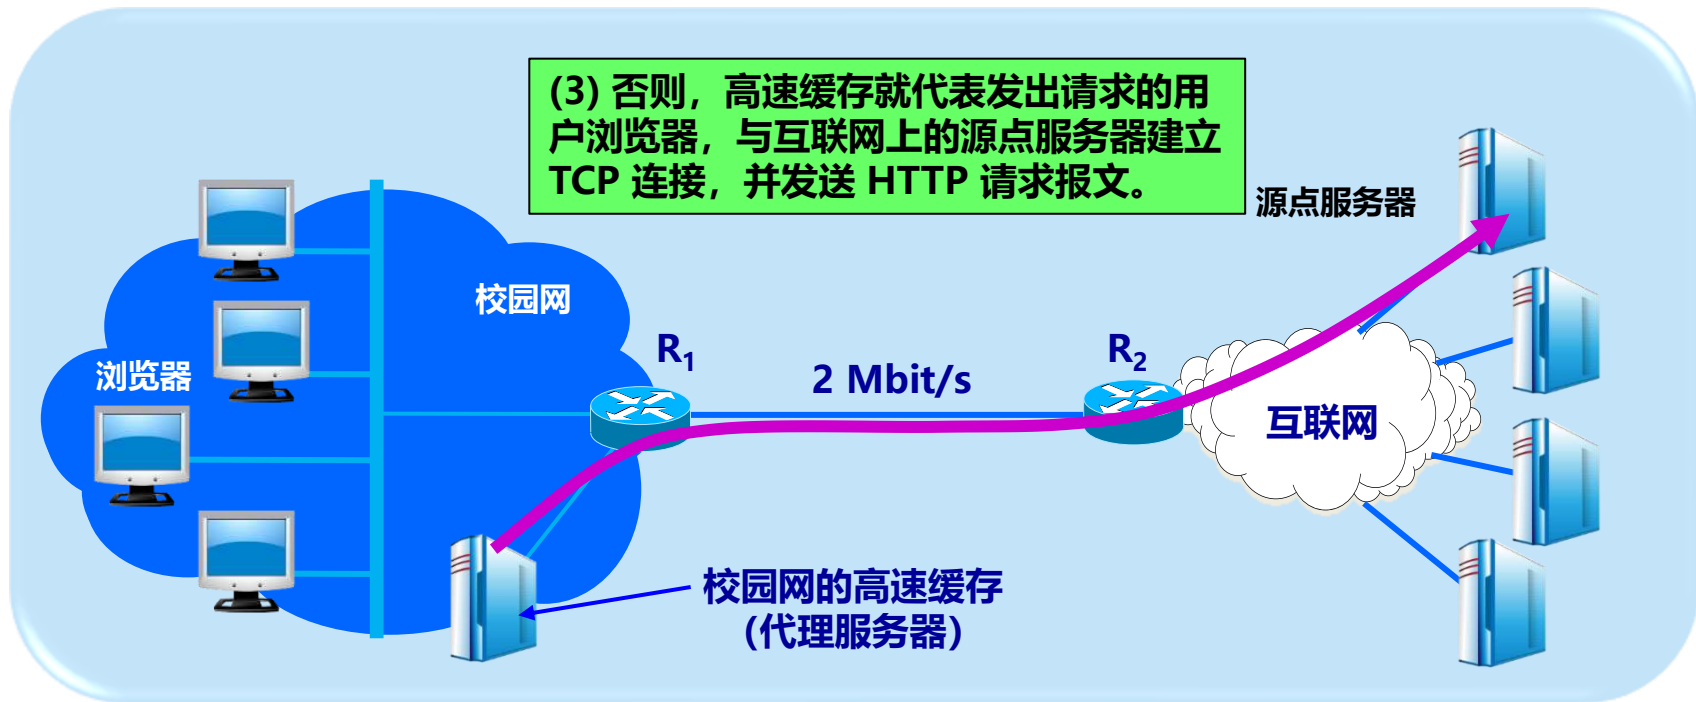 (3) 否则，高速缓存就代表发出请求的用
户浏览器，与互联网上的源点服务器建立
TCP 连接，并发送 HTTP 请求报文。
源点服务器
校园网
浏览器
R₁
2 Mbit/s
R₂
互联网
校园网的高速缓存
(代理服务器)